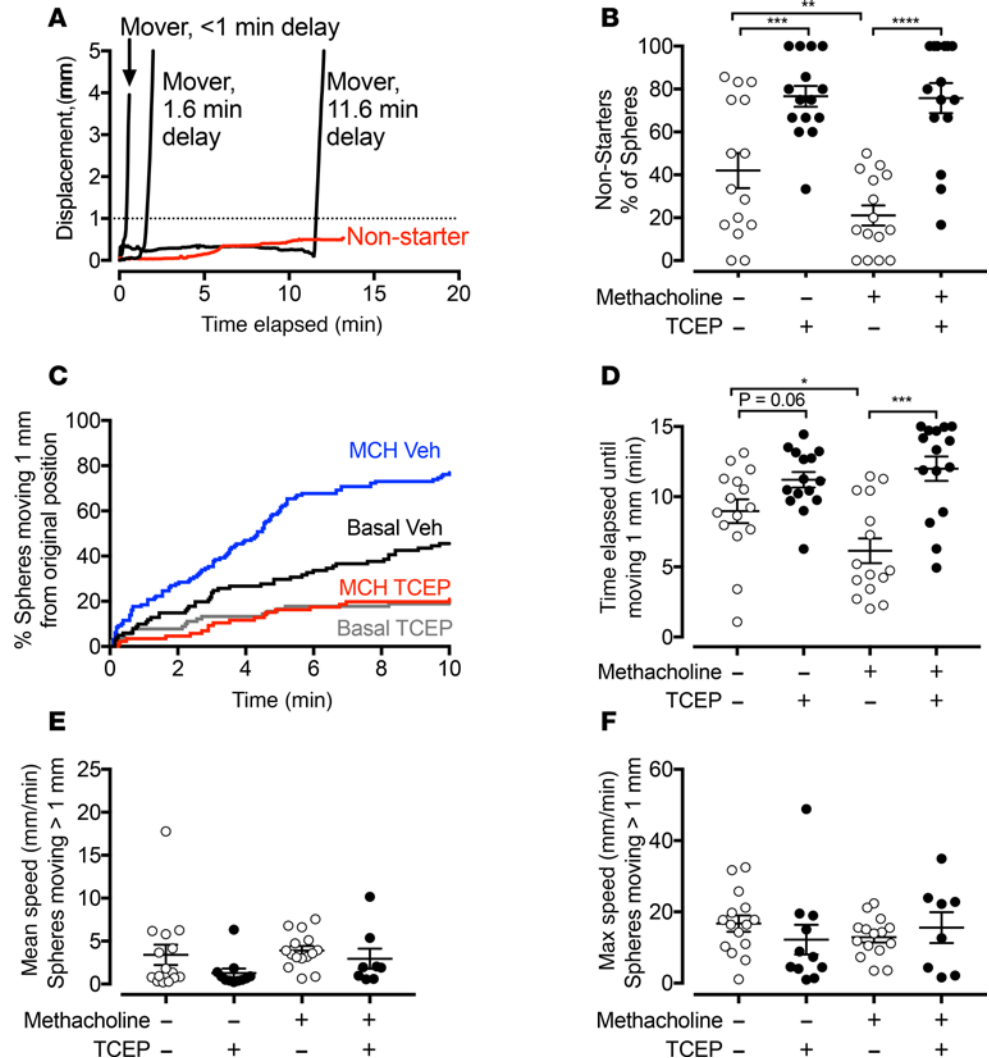 A
Mover, <1 min delay
Mover,
1.6 min
delay
Mover,
11.6 min
delay
Non-starter
Displacement,(mm)
5
4
3
2
1
0
0 5 10 15 20
Time elapsed (min)
B
** 
*** ****
Non-Starters
% of Spheres
100
80
60
40
20
0
Methacholine – – + +
TCEP – + – +
C
% Spheres moving 1 mm
from original position
100
80
60
40
20
0
MCH Veh
Basal Veh
MCH TCEP
Basal TCEP
0 2 4 6 8 10
Time (min)
D
*
P = 0.06 ***
Time elapsed until
moving 1 mm (min)
15
10
5
0
Methacholine – – + +
TCEP – + – +
E
Mean speed (mm/min)
Spheres moving > 1 mm
25
20
15
10
5
0
Methacholine – – + +
TCEP – + – +
F
Max speed (mm/min)
Spheres moving > 1 mm
60
40
20
0
Methacholine – – + +
TCEP – + – +